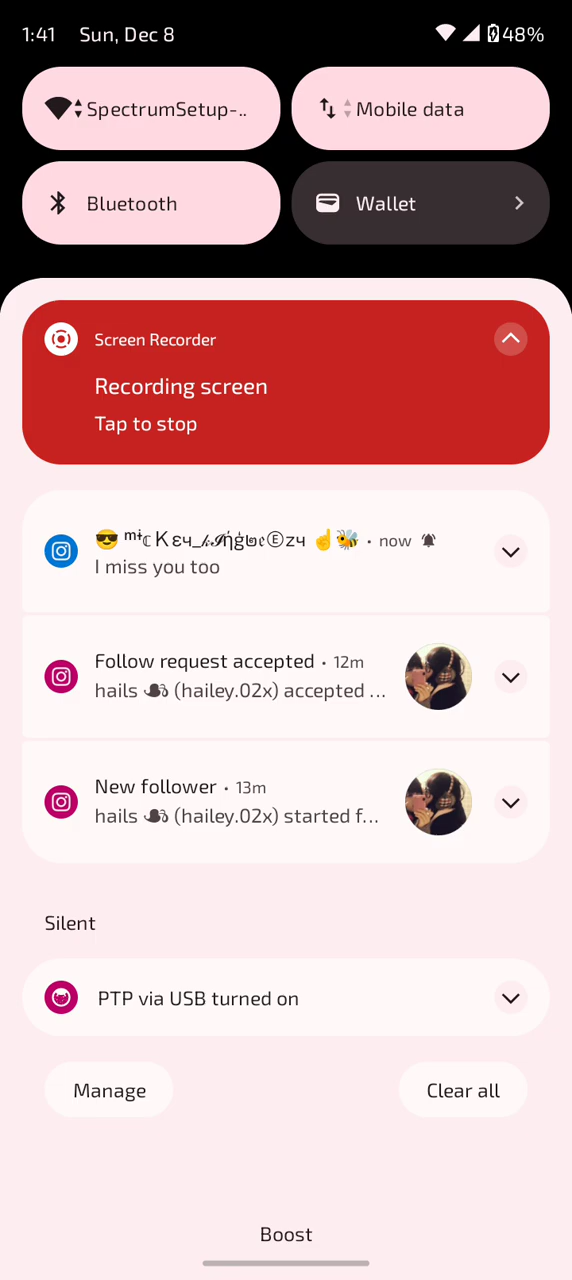 1:41 Sun, Dec 8 48%
SpectrumSetup-..
Mobile data
Bluetooth
Wallet
Screen Recorder
Recording screen
Tap to stop
😎 • now
I miss you too
Follow request accepted • 12m
hails (hailey.02x) accepted ...
New follower • 13m
hails (hailey.02x) started f...
Silent
PTP via USB turned on
Manage
Clear all
Boost